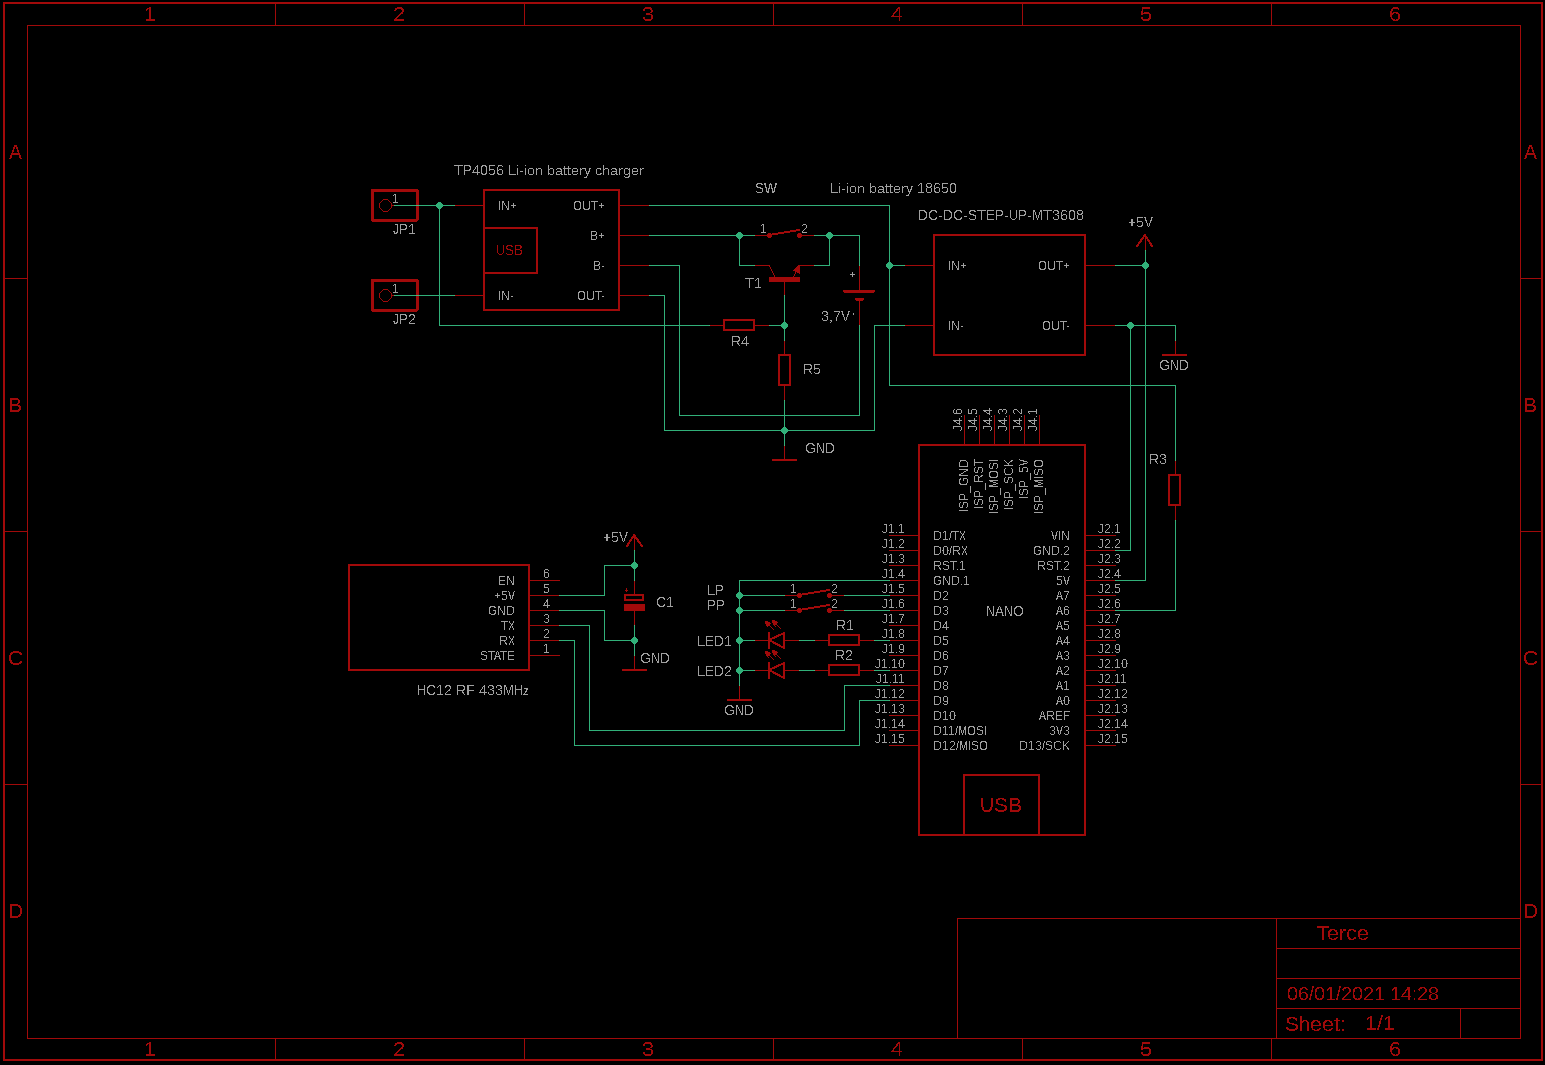 1 2 3 4 5 6
A A
TP4056 Li-ion battery charger
SW
Li-ion battery 18650
1
JP1
IN+ OUT+
DC-DC-STEP-UP-MT3608
+5V
1 2
B+
USB
B-
IN+ OUT+
T1
+
1
JP2
IN- OUT-
3,7V
IN- OUT-
R4
GND
R5
B B
GND
J4.6 J4.5 J4.4 J4.3 J4.2 J4.1
ISP_GND ISP_RST ISP_MOSI ISP_SCK ISP_5V ISP_MISO
R3
J1.1 D1/TX VIN J2.1
J1.2 D0/RX GND.2 J2.2
J1.3 RST.1 RST.2 J2.3
J1.4 GND.1 5V J2.4
J1.5 D2 A7 J2.5
J1.6 D3 NANO A6 J2.6
J1.7 D4 A5 J2.7
J1.8 D5 A4 J2.8
J1.9 D6 A3 J2.9
J1.10 D7 A2 J2.10
J1.11 D8 A1 J2.11
J1.12 D9 A0 J2.12
J1.13 D10 AREF J2.13
J1.14 D11/MOSI 3V3 J2.14
J1.15 D12/MISO D13/SCK J2.15
USB
+5V
C1
GND
EN 6
+5V 5
GND 4
TX 3
RX 2
STATE 1
HC12 RF 433MHz
LP 1 2
PP 1 2
LED1 R1
LED2 R2
GND
C C
D D
Terce
06/01/2021 14:28
Sheet: 1/1
1 2 3 4 5 6